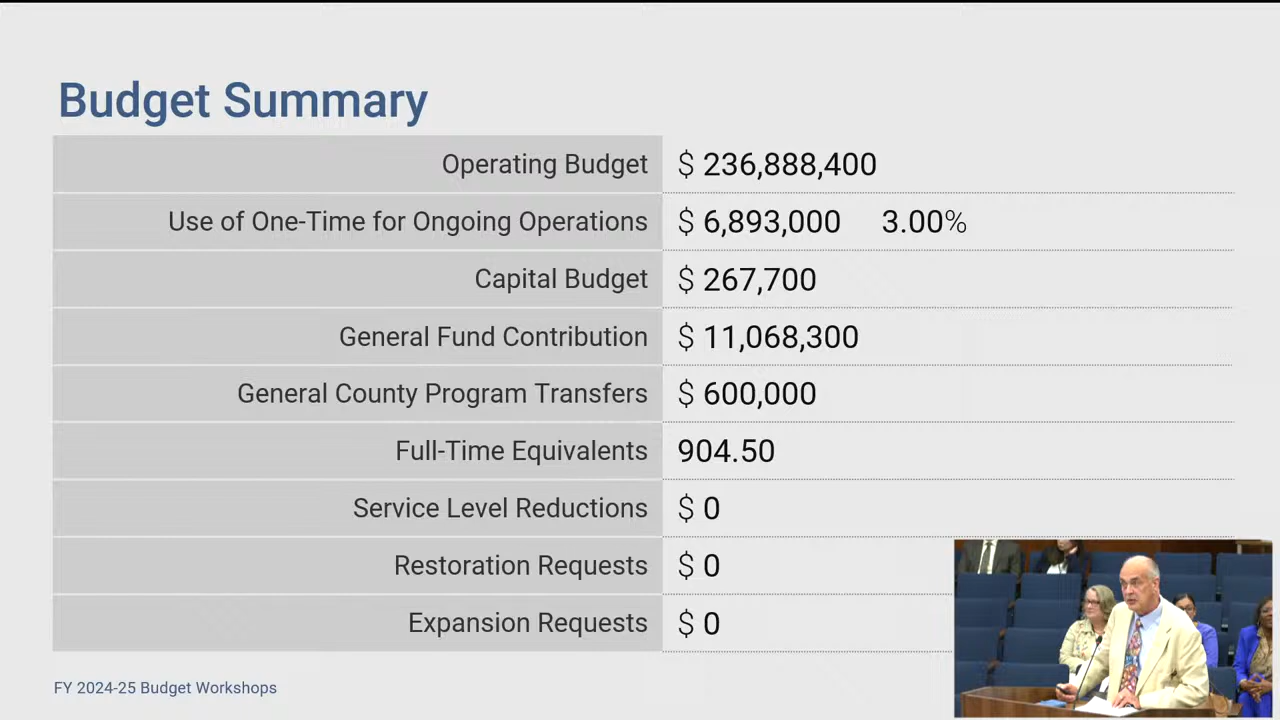 Budget Summary
Operating Budget $ 236,888,400
Use of One-Time for Ongoing Operations $ 6,893,000 3.00%
Capital Budget $ 267,700
General Fund Contribution $ 11,068,300
General County Program Transfers $ 600,000
Full-Time Equivalents 904.50
Service Level Reductions $ 0
Restoration Requests $ 0
Expansion Requests $ 0
FY 2024-25 Budget Workshops